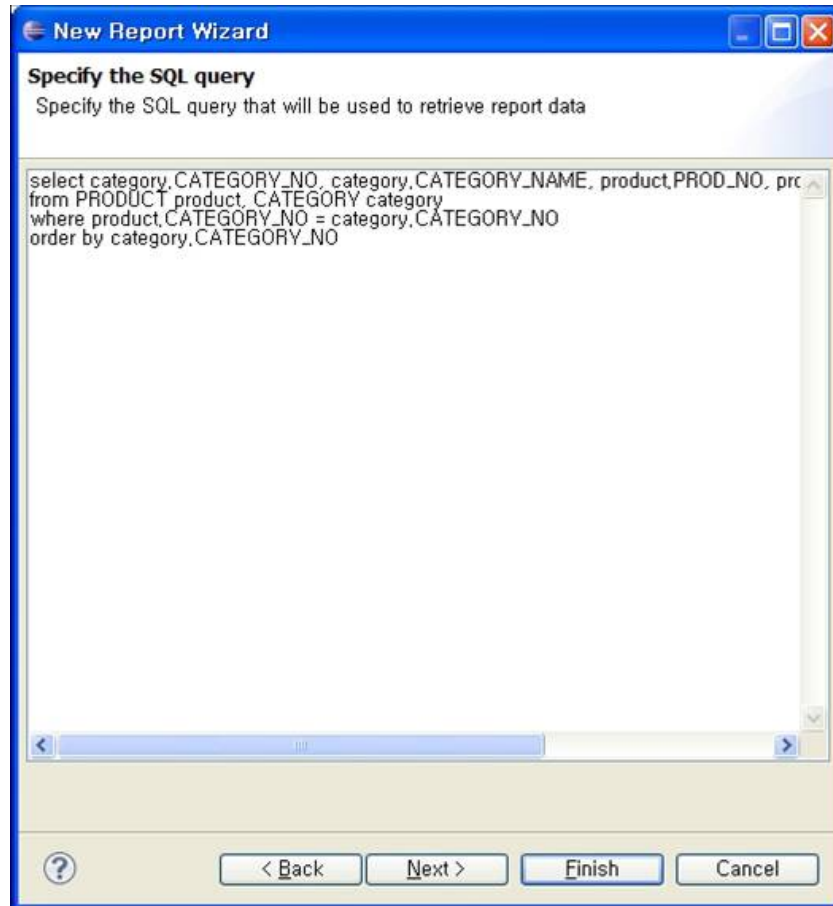 New Report Wizard
Specify the SQL query
Specify the SQL query that will be used to retrieve report data
select category.CATEGORY_NO, category.CATEGORY_NAME, product.PROD_NO, prc
from PRODUCT product, CATEGORY category
where product.CATEGORY_NO = category.CATEGORY_NO
order by category.CATEGORY_NO
< Back Next > Finish Cancel